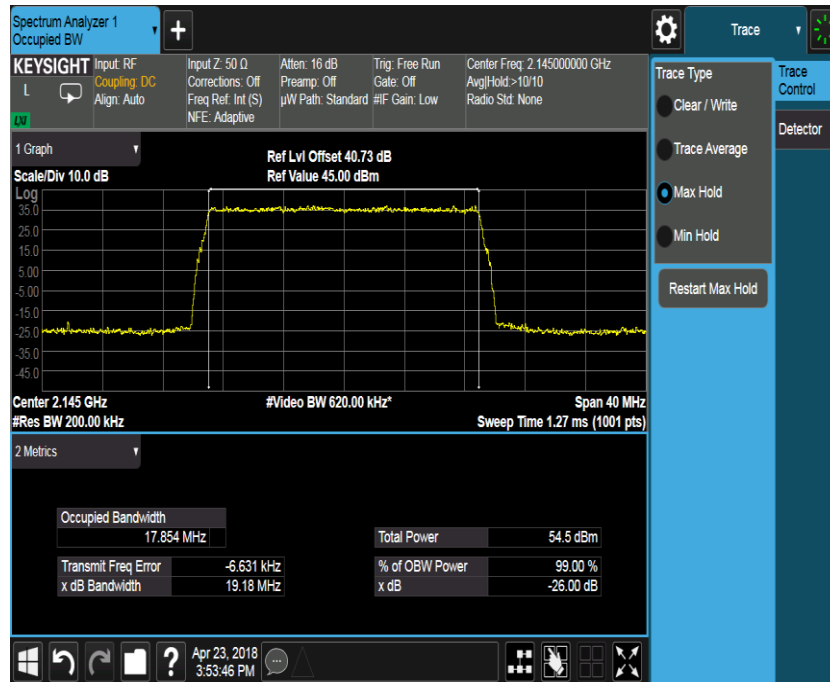 Spectrum Analyzer 1
Occupied BW
+
Trace
KEYSIGHT
L
LXI
Input: RF
Coupling: DC
Align: Auto
Input Z: 50 Ω
Corrections: Off
Freq Ref: Int (S)
NFE: Adaptive
Atten: 16 dB
Preamp: Off
µW Path: Standard
Trig: Free Run
Gate: Off
#IF Gain: Low
Center Freq: 2.145000000 GHz
Avg|Hold:>10/10
Radio Std: None
Trace Type
Clear / Write
Trace Average
Max Hold
Min Hold
Restart Max Hold
Trace
Control
Detector
1 Graph
Scale/Div 10.0 dB
Ref Lvl Offset 40.73 dB
Ref Value 45.00 dBm
Log
35.0
25.0
15.0
5.00
-5.00
-15.0
-25.0
-35.0
-45.0
Center 2.145 GHz
#Video BW 620.00 kHz*
Span 40 MHz
#Res BW 200.00 kHz
Sweep Time 1.27 ms (1001 pts)
2 Metrics
Occupied Bandwidth
17.854 MHz
Total Power 54.5 dBm
Transmit Freq Error -6.631 kHz
% of OBW Power 99.00 %
x dB Bandwidth 19.18 MHz
x dB -26.00 dB
?
Apr 23, 2018
3:53:46 PM